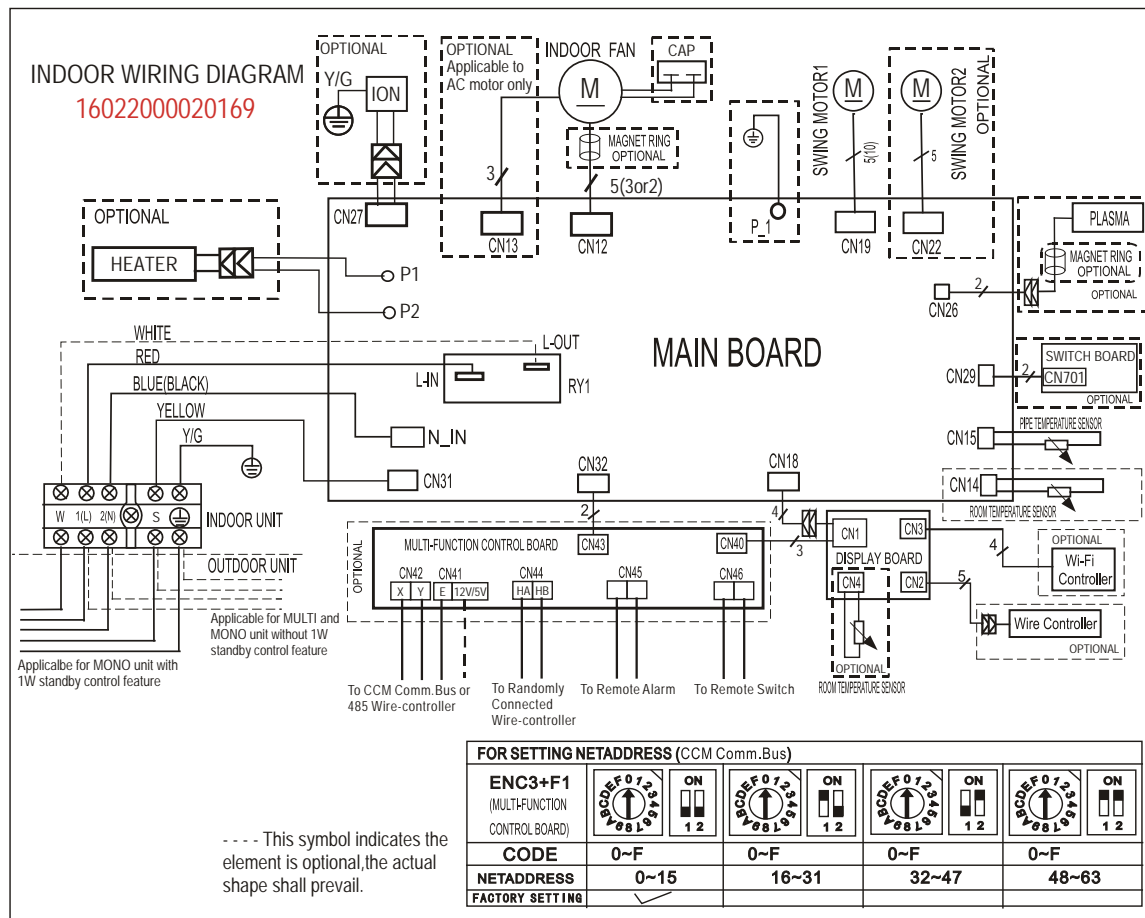 INDOOR WIRING DIAGRAM
16022000020169
OPTIONAL
Y/G
ION
OPTIONAL
Applicable to
AC motor only
INDOOR FAN
M
CAP
MAGNET RING
OPTIONAL
3
5(3or2)
SWING MOTOR1
M
5(10)
M
5
SWING MOTOR2
OPTIONAL
CN27
CN13
CN12
P_1
CN19
CN22
PLASMA
MAGNET RING
OPTIONAL
OPTIONAL
2
CN26
OPTIONAL
HEATER
P1
P2
WHITE
RED
BLUE(BLACK)
YELLOW
Y/G
L-OUT
L-IN
RY1
N_IN
CN31
MAIN BOARD
CN29
2
SWITCH BOARD
CN701
OPTIONAL
PIPE TEMPERATURE SENSOR
CN15
CN14
ROOM TEMPERATURE SENSOR
CN32
CN18
2
4
W 1(L) 2(N) S
INDOOR UNIT
OUTDOOR UNIT
Applicable for MULTI and
MONO unit without 1W
standby control feature
Applicalbe for MONO unit with
1W standby control feature
OPTIONAL
MULTI-FUNCTION CONTROL BOARD
CN43
CN40
3
CN42 CN41 CN44 CN45 CN46
X Y E 12V/5V HA HB
CN1 CN3
DISPLAY BOARD
CN4 CN2
OPTIONAL
ROOM TEMPERATURE SENSOR
4
OPTIONAL
Wi-Fi
Controller
5
Wire Controller
OPTIONAL
To CCM Comm.Bus or
485 Wire-controller
To Randomly
Connected
Wire-controller
To Remote Alarm
To Remote Switch
- - - - This symbol indicates the
element is optional,the actual
shape shall prevail.
FOR SETTING NETADDRESS (CCM Comm.Bus)
ENC3+F1
(MULTI-FUNCTION
CONTROL BOARD)
0123456789ABCDEF ON 1 2 0123456789ABCDEF ON 1 2 0123456789ABCDEF ON 1 2 0123456789ABCDEF ON 1 2
CODE 0~F 0~F 0~F 0~F
NETADDRESS 0~15 16~31 32~47 48~63
FACTORY SETTING